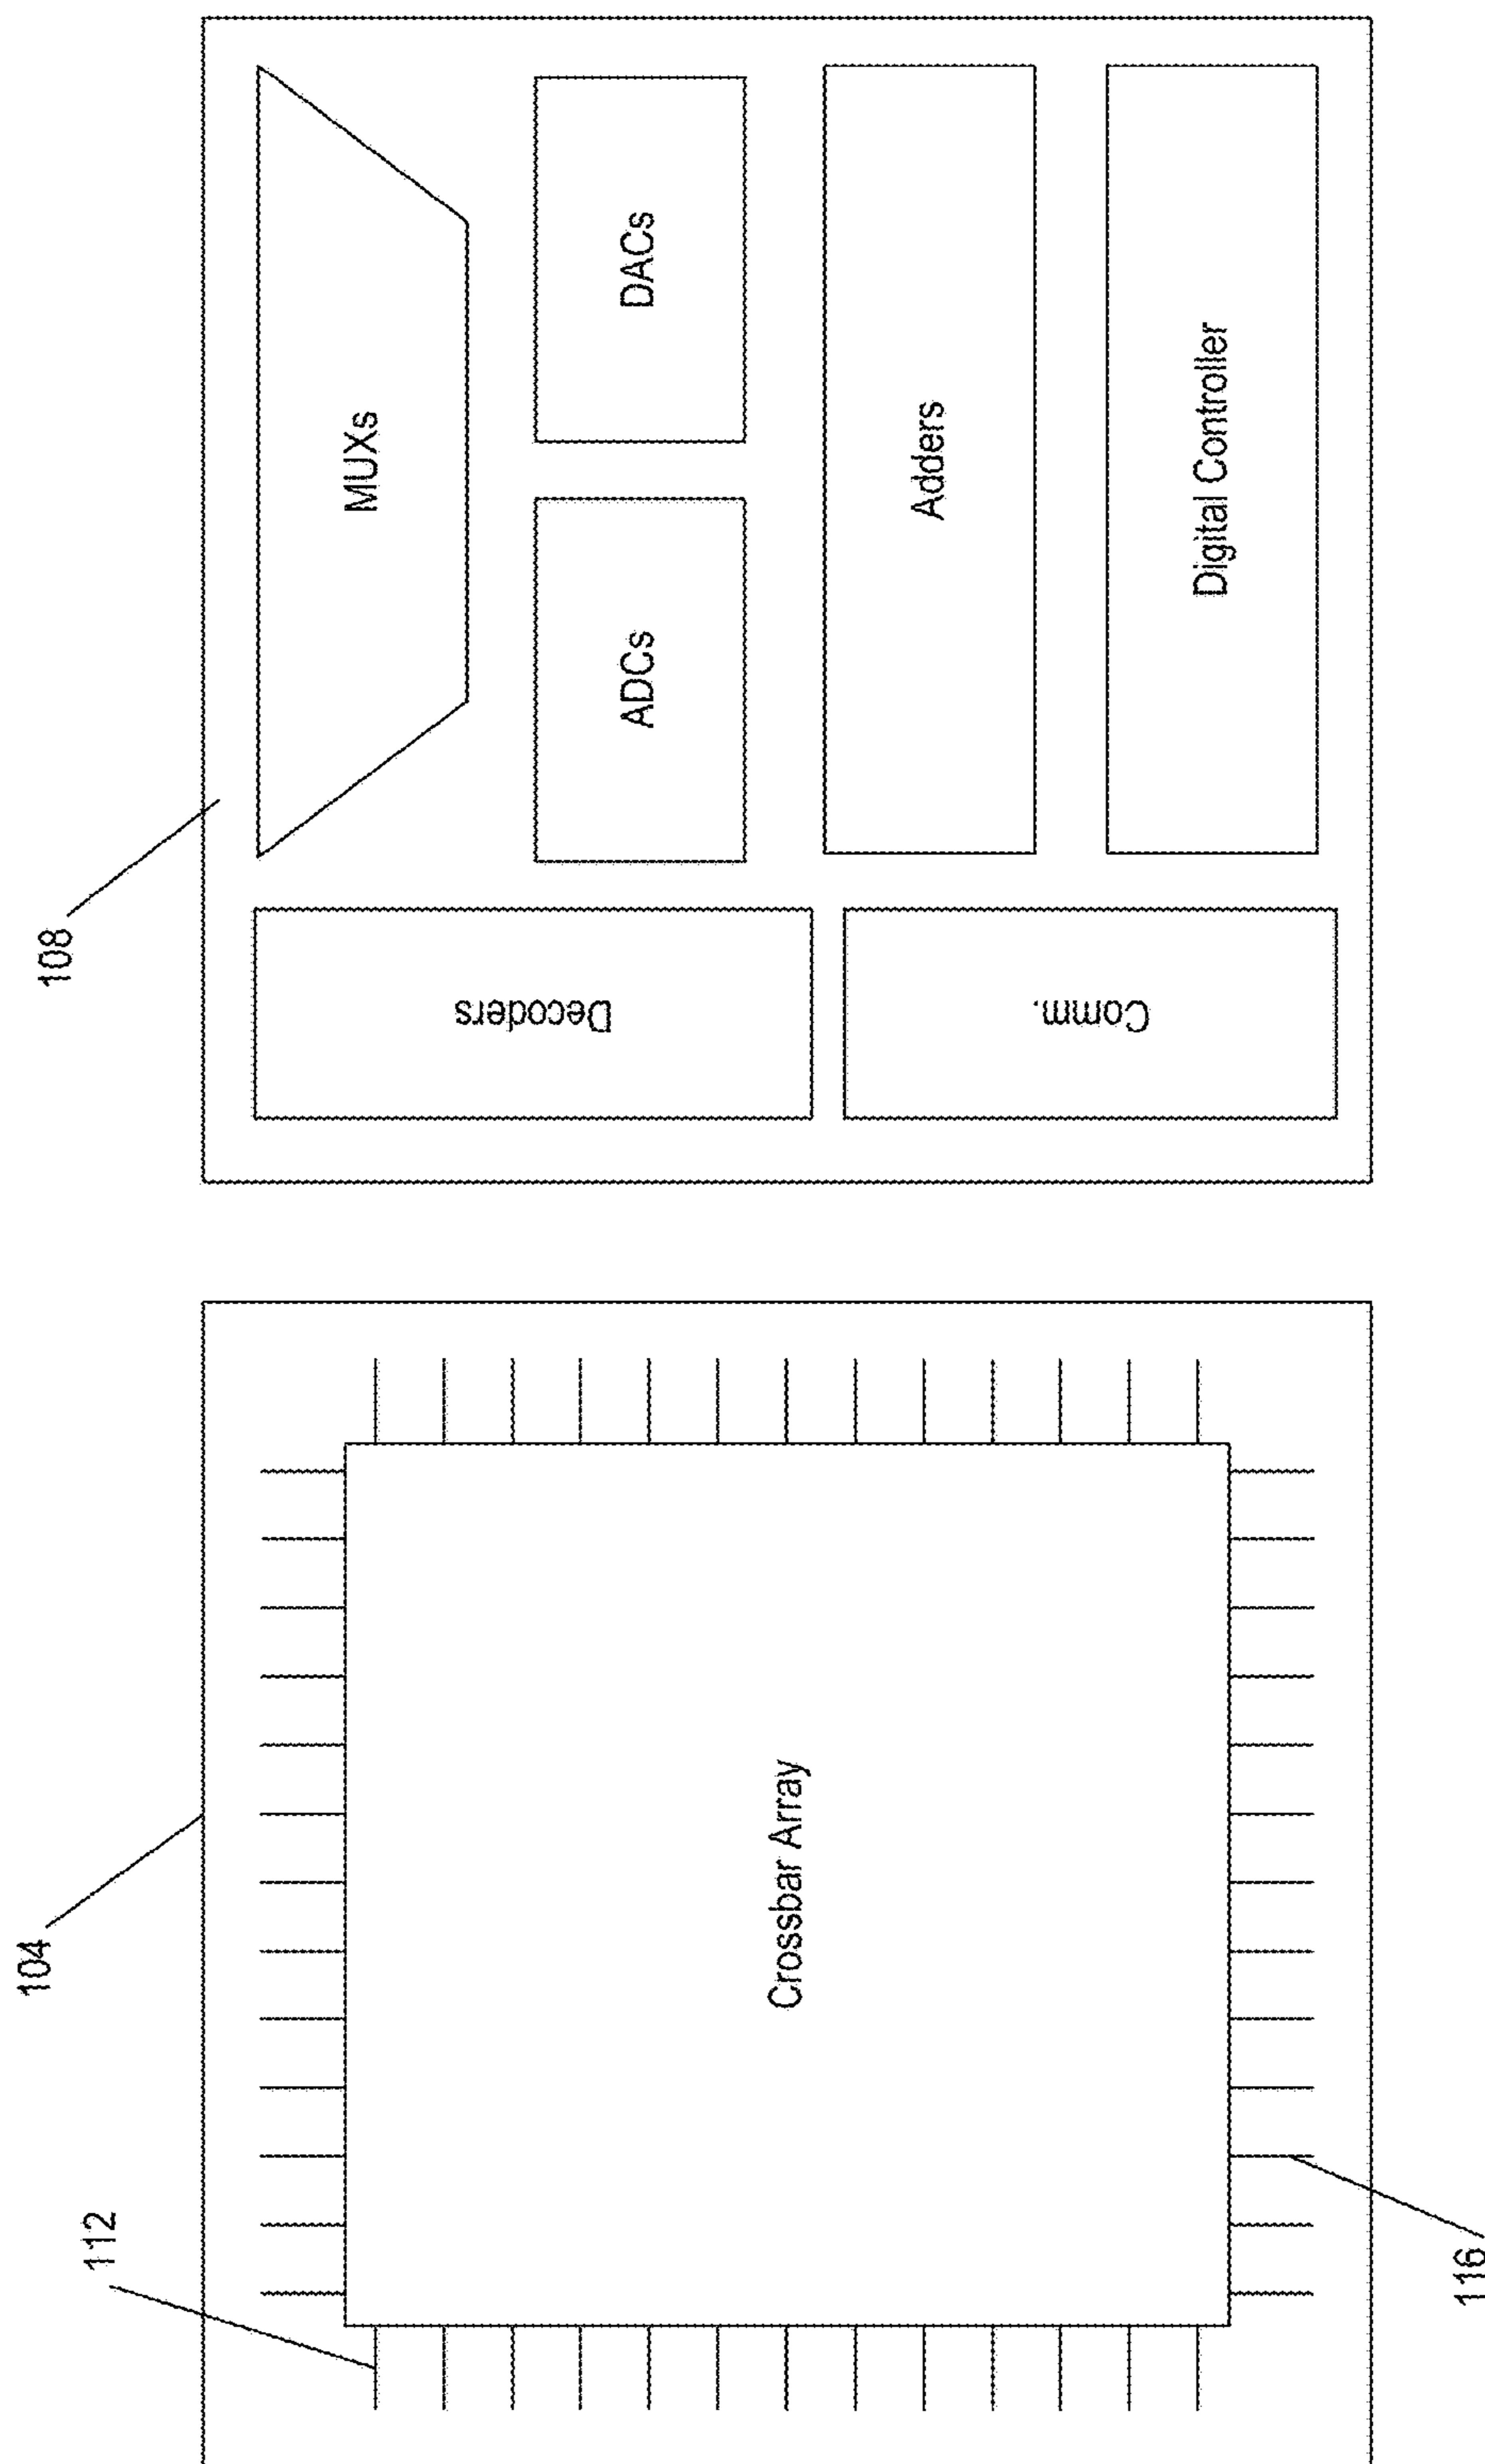 104
112
Crossbar Array
116
108
Decoders
Comm.
MUXs
ADCs
DACs
Adders
Digital Controller